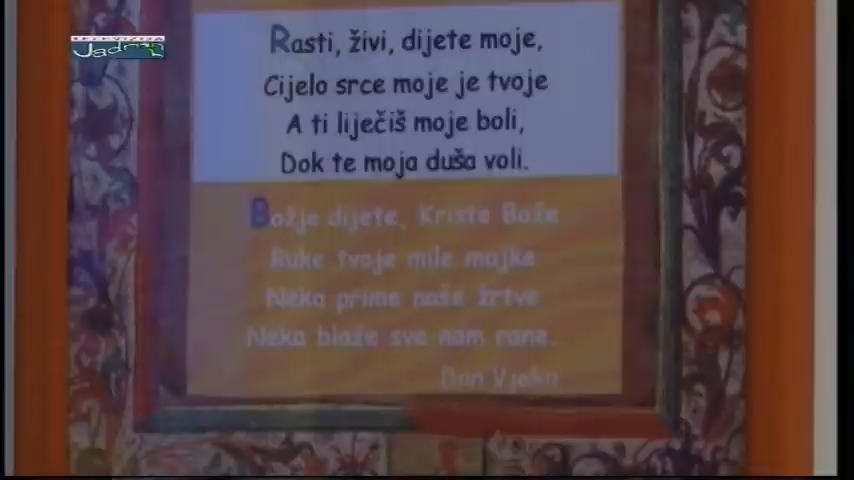 TELEVIZIJA
Jadran
Rasti, živi, dijete moje,
Cijelo srce moje je tvoje
A ti liječiš moje boli,
Dok te moja duša voli.
Božje dijete, Kriste Bože
Ruke tvoje mile majke
Neka prime naše žrtve
Neka blaže sve nam rane.
Don Vjeko